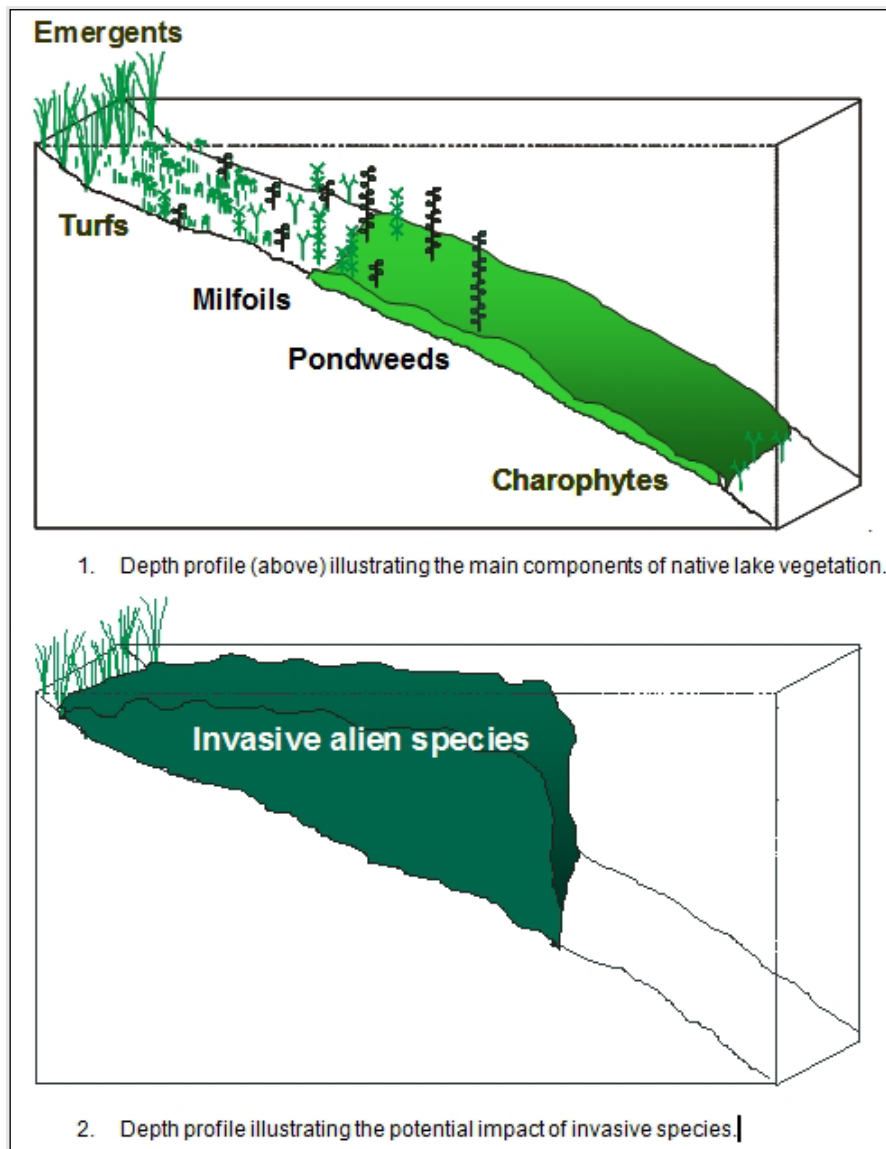 Emergents
Turfs
Milfoils
Pondweeds
Charophytes
1. Depth profile (above) illustrating the main components of native lake vegetation.
Invasive alien species
2. Depth profile illustrating the potential impact of invasive species.